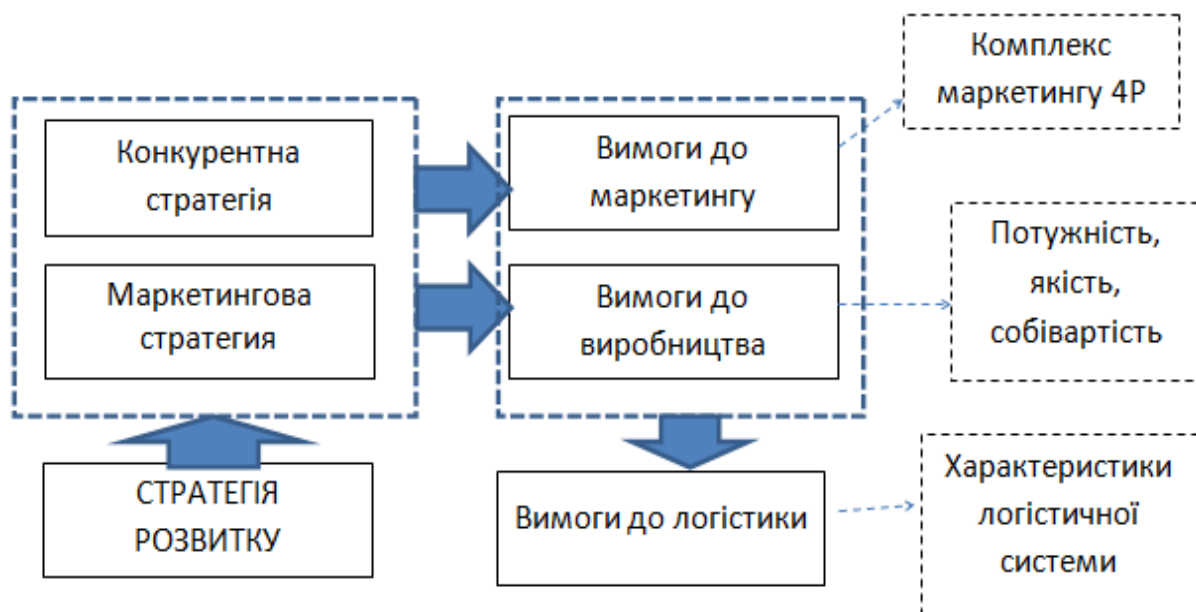 Комплекс
маркетингу 4Р
Конкурентна
стратегія
Вимоги до
маркетингу
Потужність,
якість,
собівартість
Маркетингова
стратегия
Вимоги до
виробництва
СТРАТЕГІЯ
РОЗВИТКУ
Вимоги до логістики
Характеристики
логістичної
системи